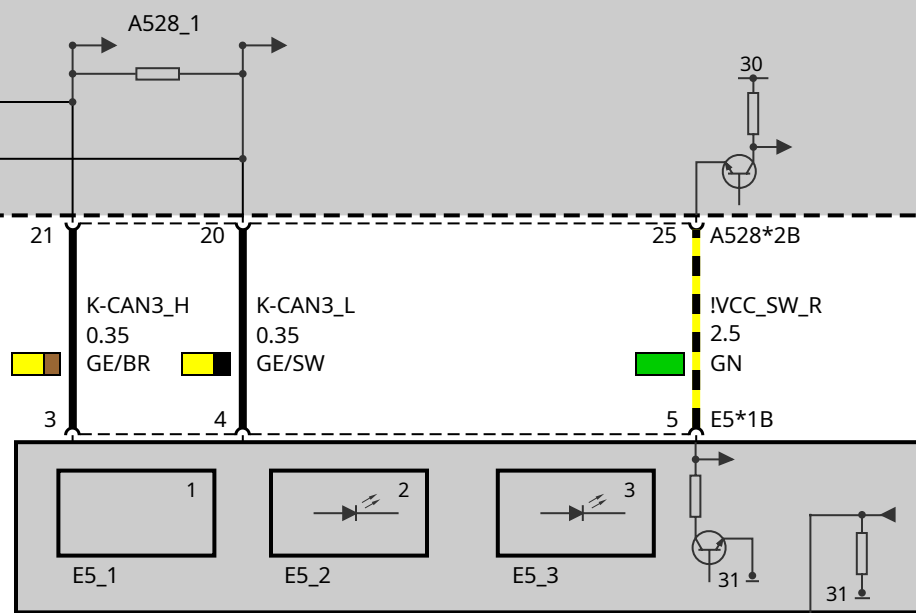 A528_1
30
21
20
25
A528*2B
K-CAN3_H
0.35
GE/BR
K-CAN3_L
0.35
GE/SW
!VCC_SW_R
2.5
GN
3
4
5
E5*1B
1
2
3
E5_1
E5_2
E5_3
31
31